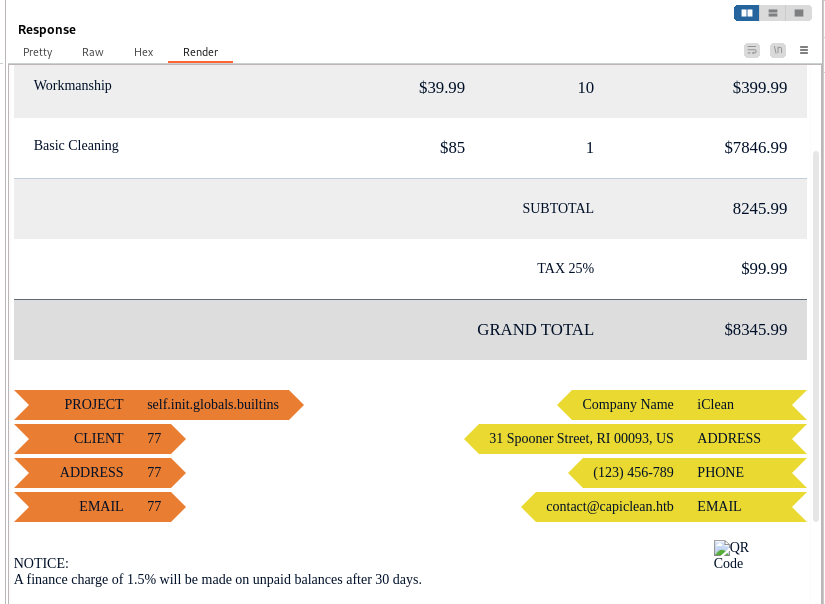 Response
Pretty Raw Hex Render
\n
Workmanship $39.99 10 $399.99
Basic Cleaning $85 1 $7846.99
SUBTOTAL 8245.99
TAX 25% $99.99
GRAND TOTAL $8345.99
PROJECT self.init.globals.builtins
CLIENT 77
ADDRESS 77
EMAIL 77
Company Name iClean
31 Spooner Street, RI 00093, US ADDRESS
(123) 456-789 PHONE
contact@capiclean.htb EMAIL
QR
Code
NOTICE:
A finance charge of 1.5% will be made on unpaid balances after 30 days.